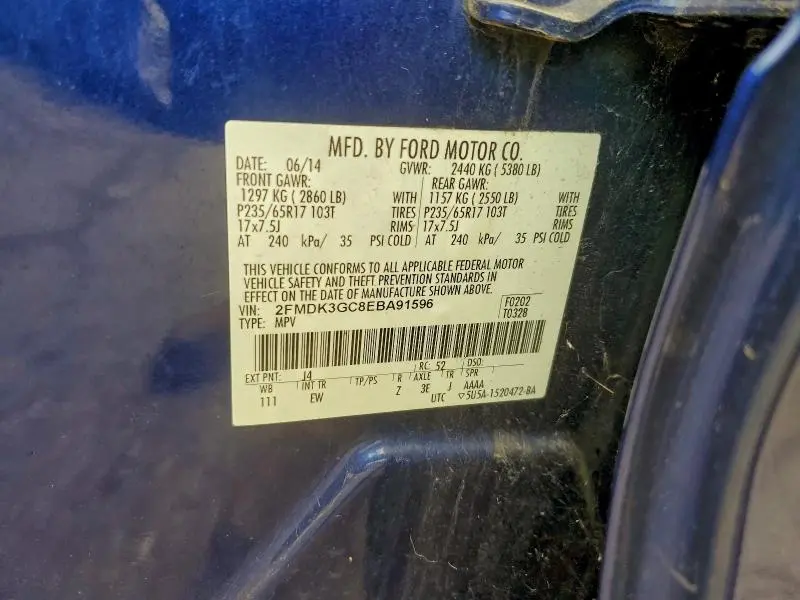 MFD. BY FORD MOTOR CO.
DATE: 06/14 GVWR: 2440 KG ( 5380 LB)
FRONT GAWR: REAR GAWR:
1297 KG ( 2860 LB) WITH 1157 KG ( 2550 LB) WITH
P235/65R17 103T TIRES P235/65R17 103T TIRES
17x7.5J RIMS 17x7.5J RIMS
AT 240 kPa/ 35 PSI COLD AT 240 kPa/ 35 PSI COLD
THIS VEHICLE CONFORMS TO ALL APPLICABLE FEDERAL MOTOR
VEHICLE SAFETY AND THEFT PREVENTION STANDARDS IN
EFFECT ON THE DATE OF MANUFACTURE SHOWN ABOVE.
VIN: 2FMDK3GC8EBA91596 F0202
TYPE: MPV T0328
EXT PNT: J4 RC: 52 DSO:
WB INT TR TP/PS R AXLE TR SPR
111 EW Z 3E J AAAA
UTC ▽5U5A-1520472-BA